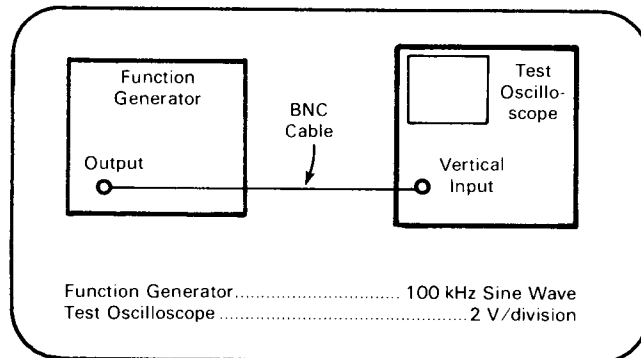 Function
Generator
Output
BNC
Cable
Test
Oscillo-
scope
Vertical
Input
Function Generator.............................. 100 kHz Sine Wave
Test Oscilloscope.............................................2 V/division